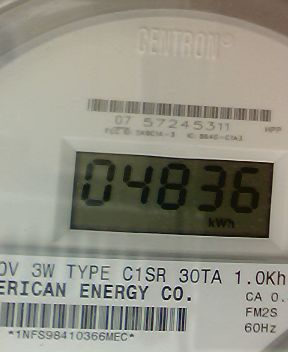 CENTRON®
07 57245311
HPP
04836
kWh
0V 3W TYPE C1SR 30TA 1.0Kh
ERICAN ENERGY CO.
CA 0.
FM2S
60Hz
*1NFS98410366MEC*